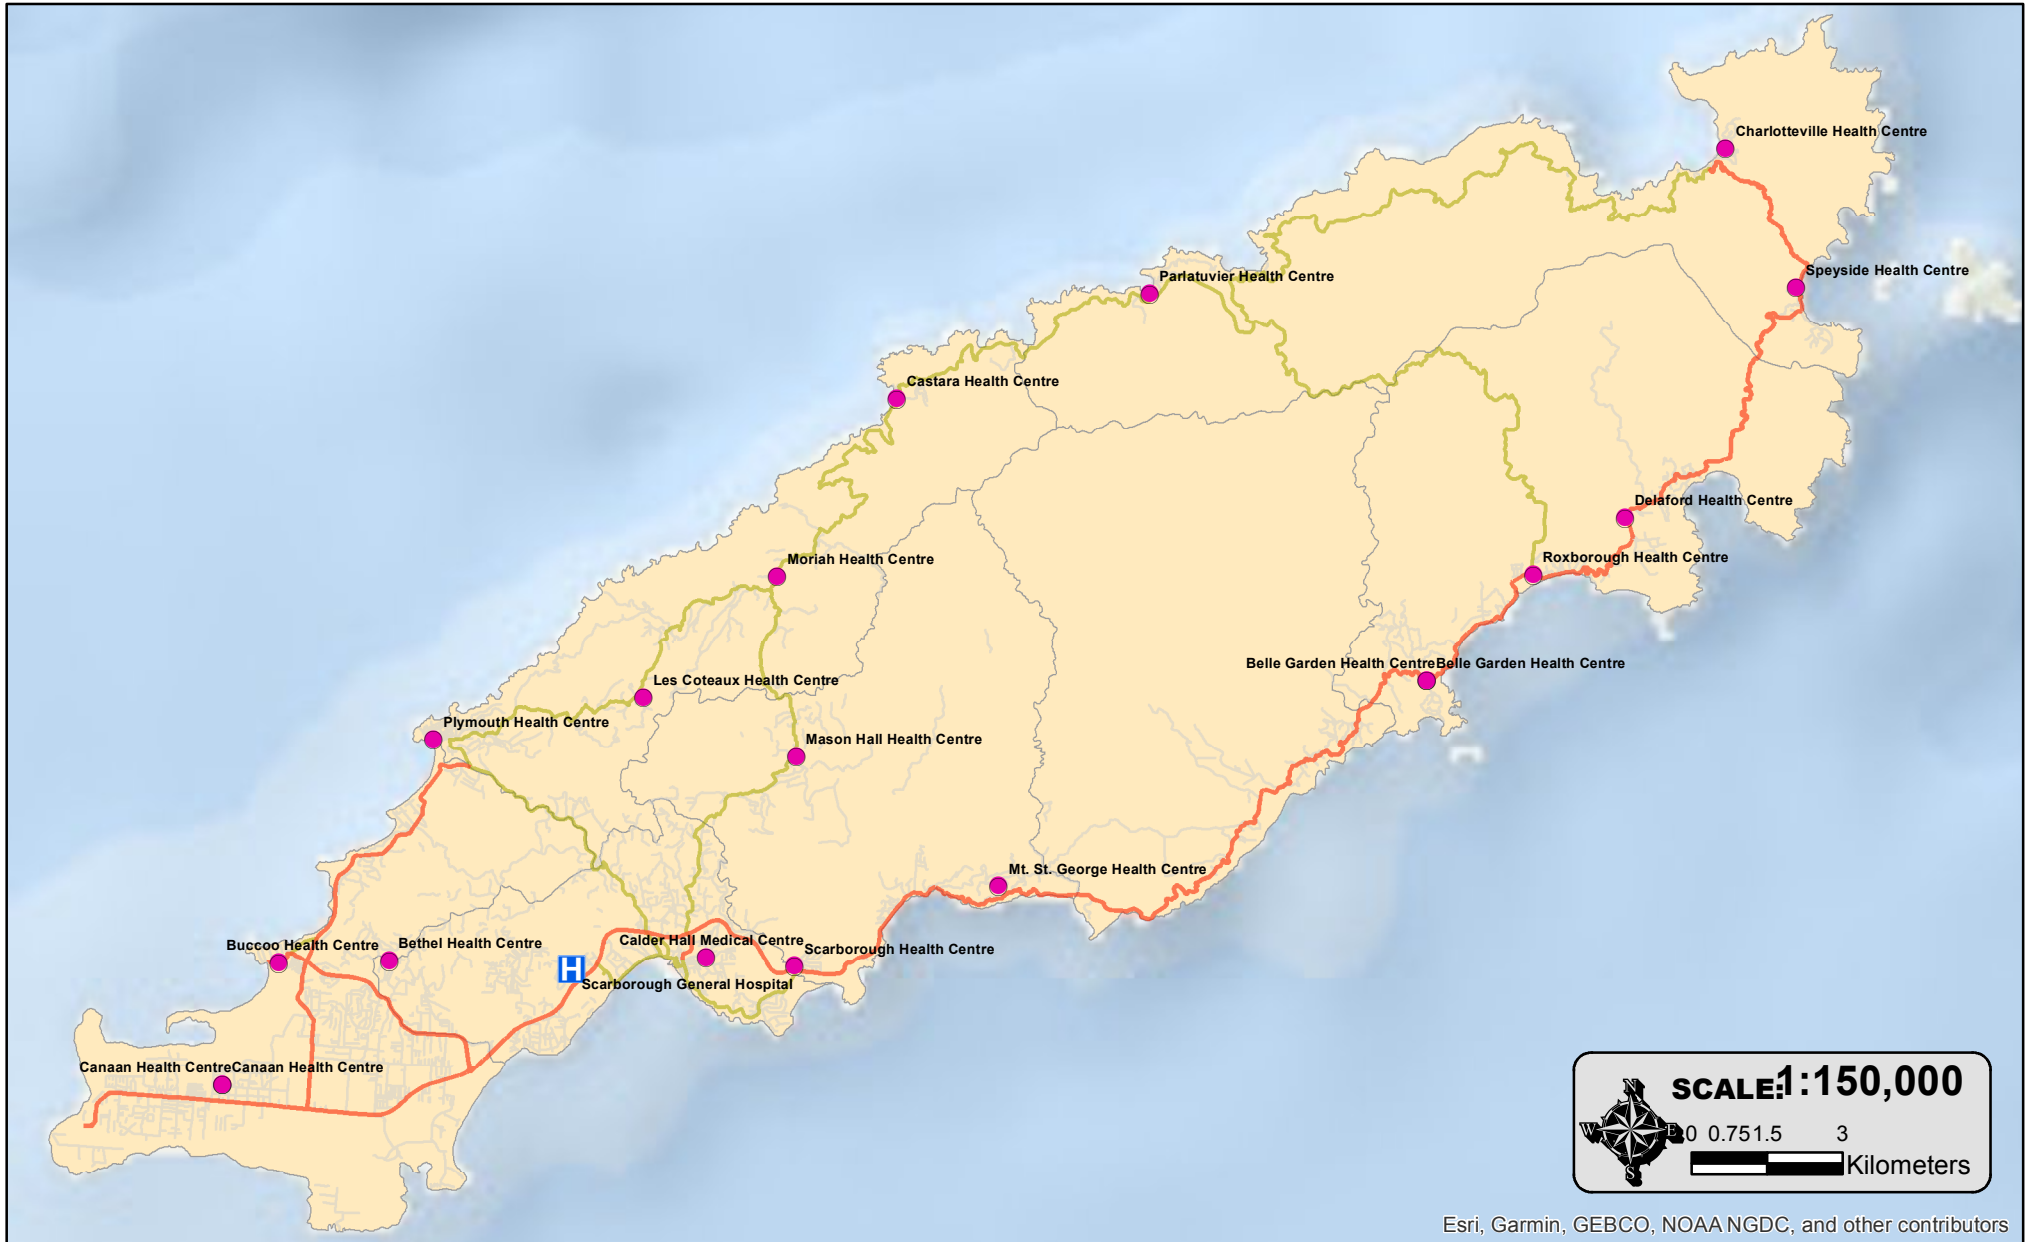 Charlotteville Health Centre
Speyside Health Centre
Parlatuvier Health Centre
Castara Health Centre
Delaford Health Centre
Roxborough Health Centre
Moriah Health Centre
Belle Garden Health CentreBelle Garden Health Centre
Les Coteaux Health Centre
Plymouth Health Centre
Mason Hall Health Centre
Mt. St. George Health Centre
Buccoo Health Centre
Bethel Health Centre
Calder Hall Medical Centre
Scarborough Health Centre
H
Scarborough General Hospital
Canaan Health CentreCanaan Health Centre
SCALE:1:150,000
N
W
E
S
0 0.75 1.5 3
Kilometers
Esri, Garmin, GEBCO, NOAA NGDC, and other contributors